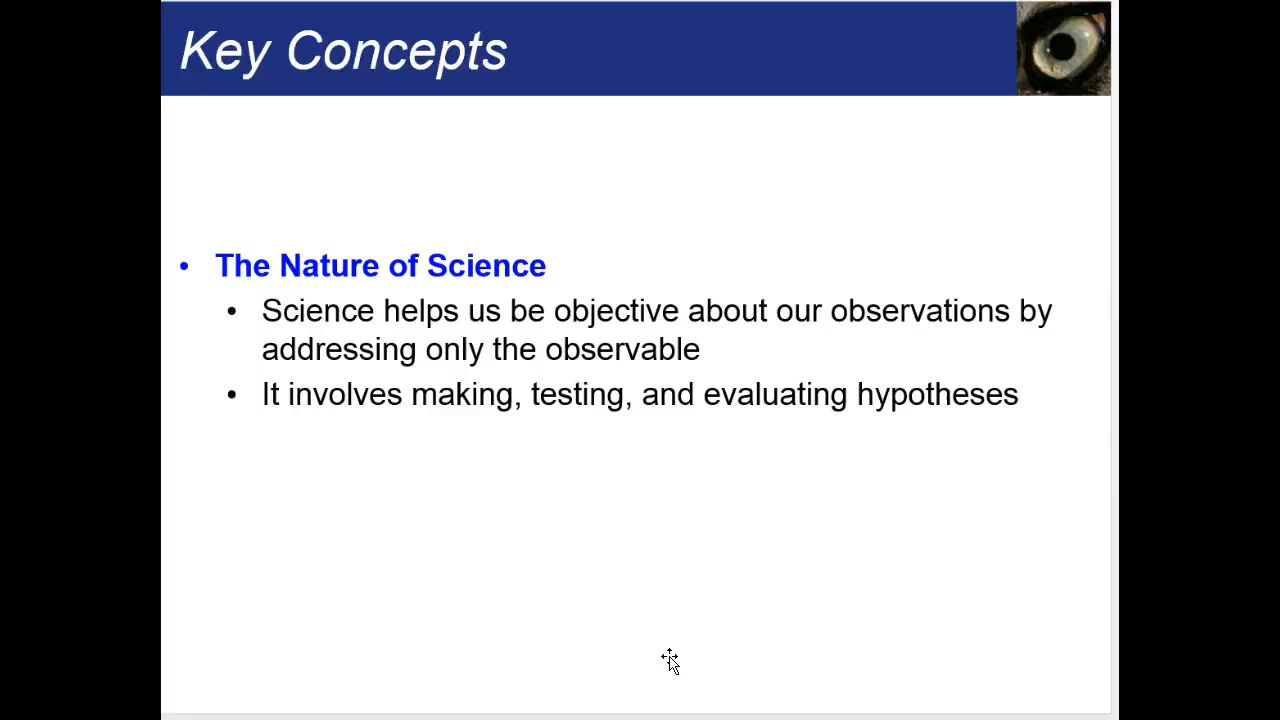 Key Concepts
• The Nature of Science
• Science helps us be objective about our observations by
addressing only the observable
• It involves making, testing, and evaluating hypotheses